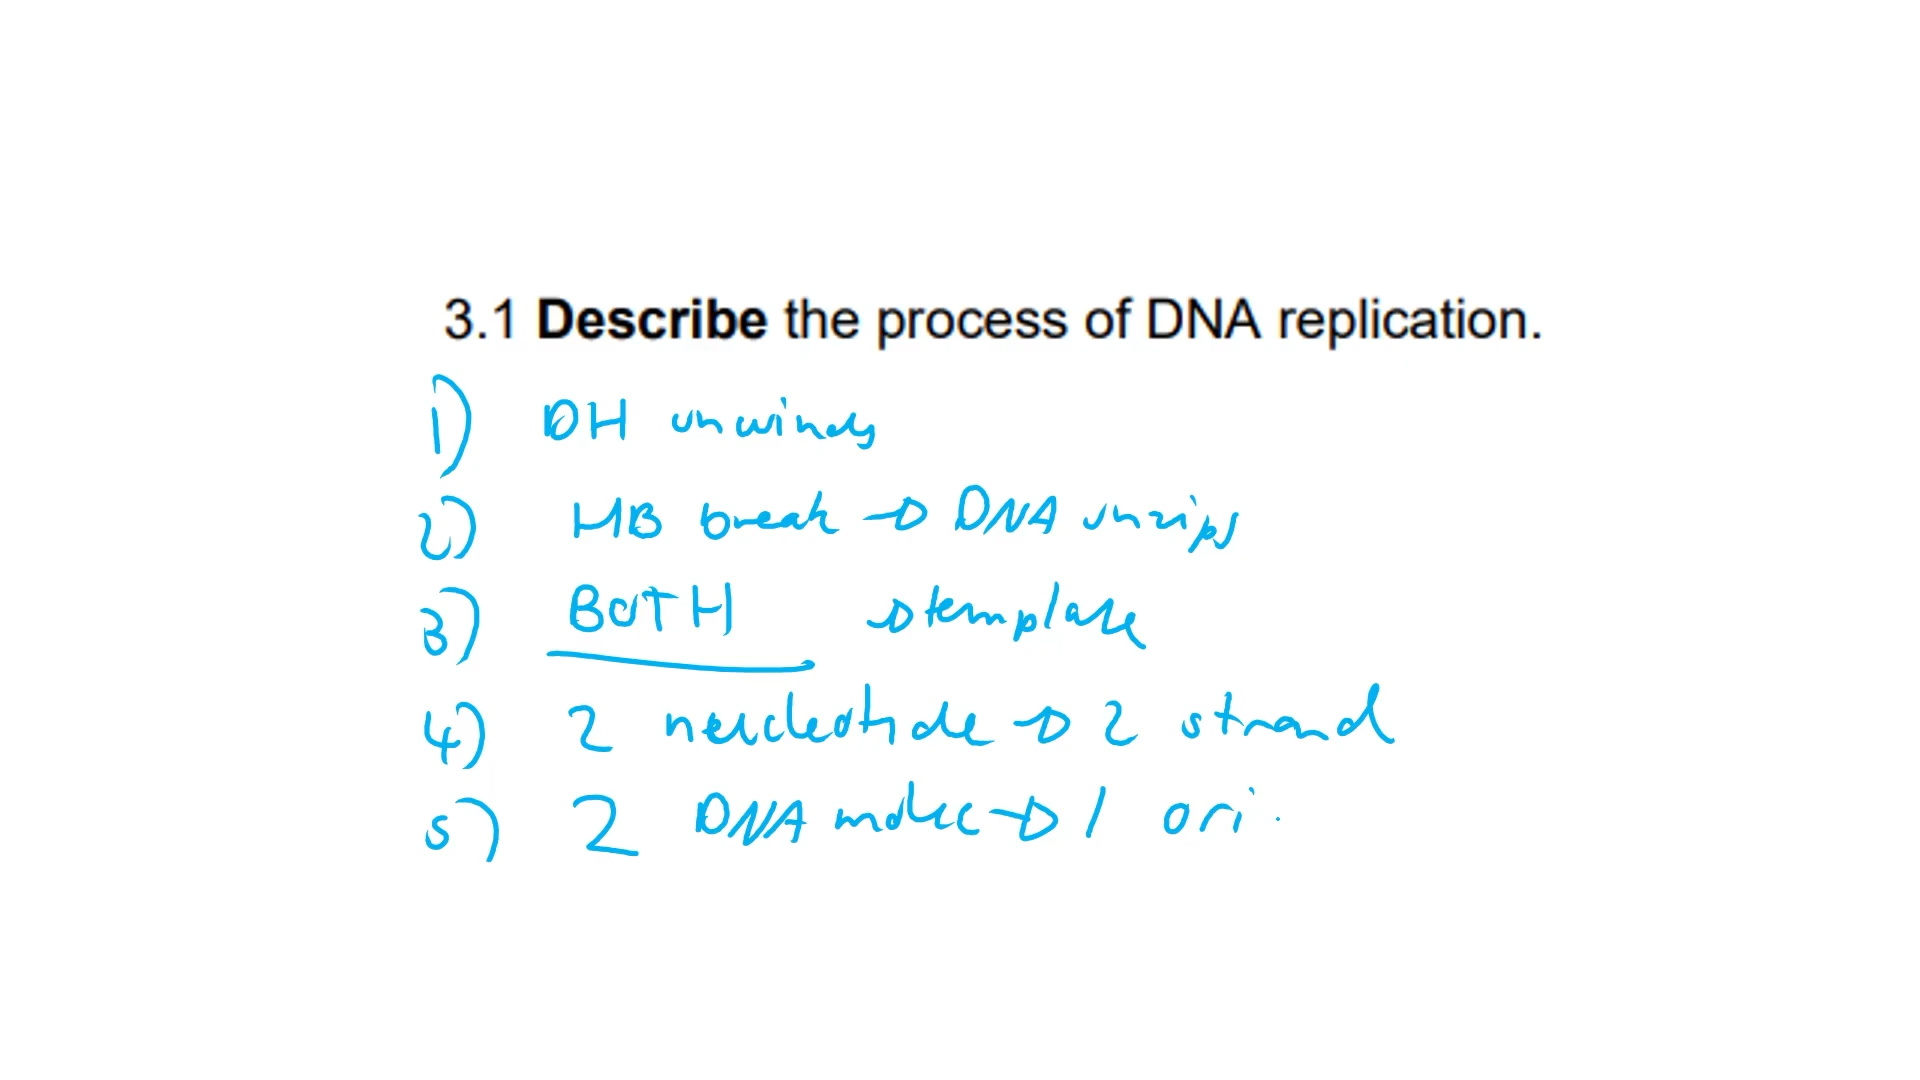 3.1 Describe the process of DNA replication.
1) DH unwinds
2) HB break → DNA unzips
3) BOTH → template
4) 2 neucleotide → 2 strand
5) 2 DNA molec → 1 ori.